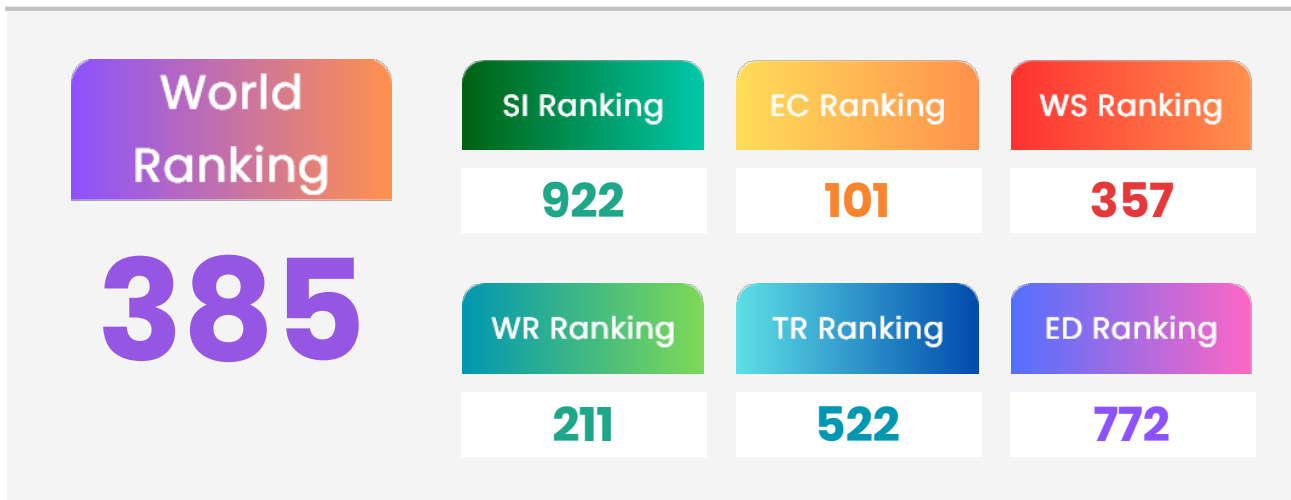 World
Ranking
385
SI Ranking
922
EC Ranking
101
WS Ranking
357
WR Ranking
211
TR Ranking
522
ED Ranking
772